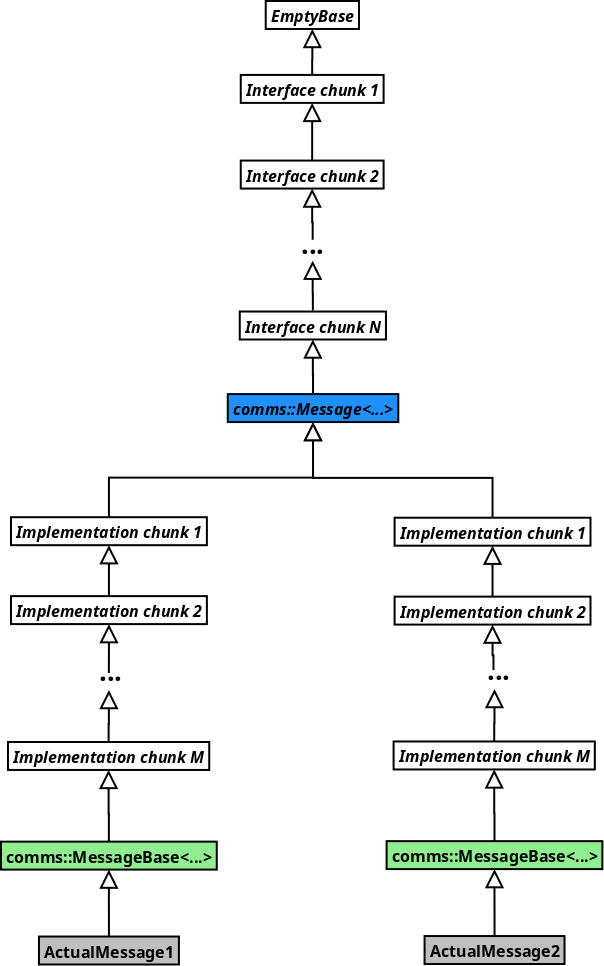 EmptyBase
Interface chunk 1
Interface chunk 2
...
Interface chunk N
comms::Message<...>
Implementation chunk 1
Implementation chunk 1
Implementation chunk 2
Implementation chunk 2
...
...
Implementation chunk M
Implementation chunk M
comms::MessageBase<...>
comms::MessageBase<...>
ActualMessage1
ActualMessage2